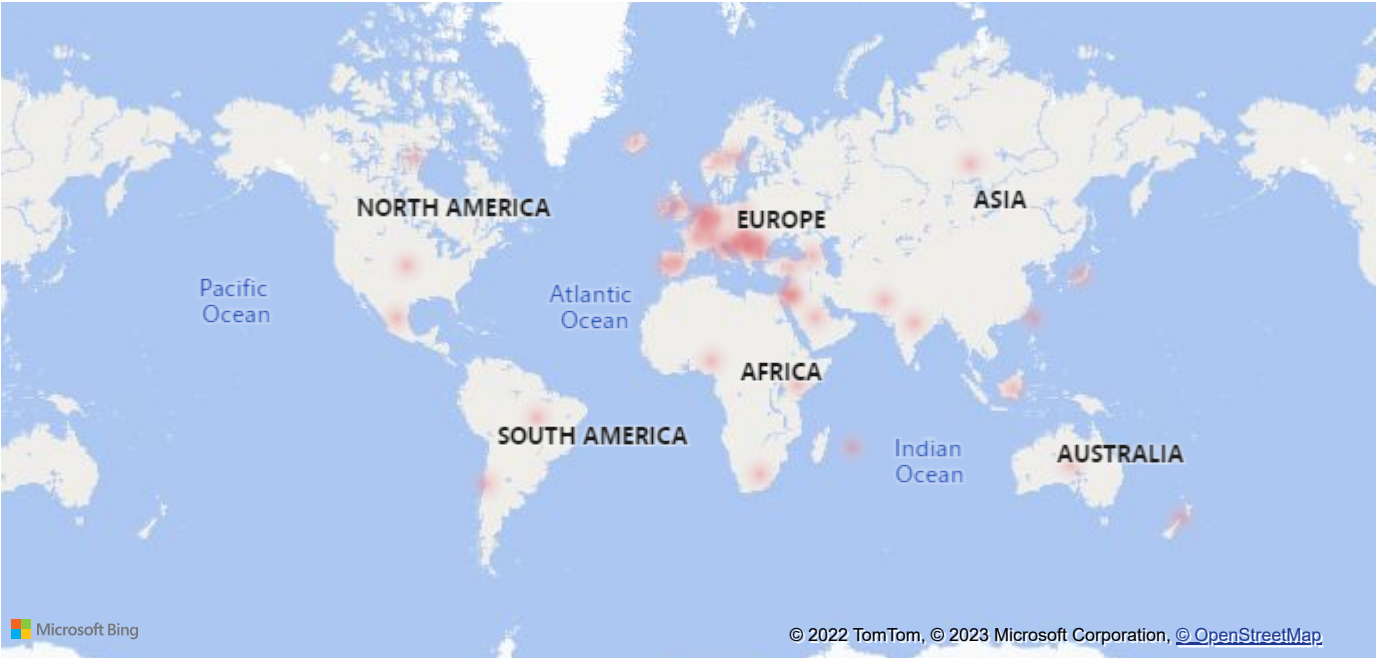 NORTH AMERICA
EUROPE
ASIA
Pacific
Ocean
Atlantic
Ocean
AFRICA
SOUTH AMERICA
Indian
Ocean
AUSTRALIA
Microsoft Bing
© 2022 TomTom, © 2023 Microsoft Corporation, © OpenStreetMap